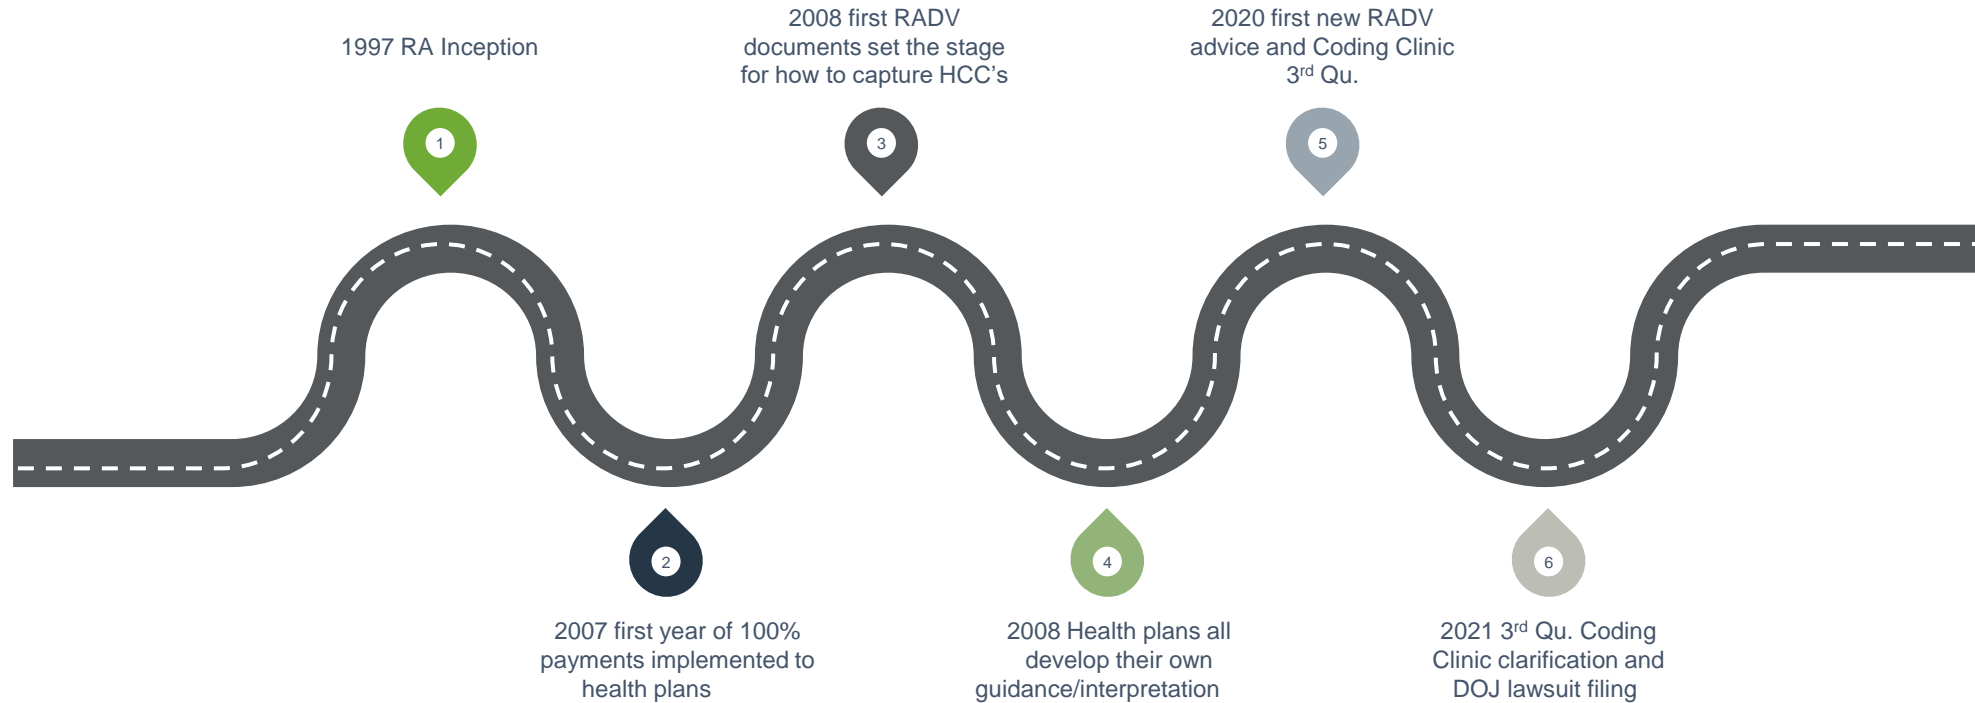 1997 RA Inception
1
2007 first year of 100%
payments implemented to
health plans
2
2008 first RADV
documents set the stage
for how to capture HCC's
3
2008 Health plans all
develop their own
guidance/interpretation
4
2020 first new RADV
advice and Coding Clinic
3rd Qu.
5
2021 3rd Qu. Coding
Clinic clarification and
DOJ lawsuit filing
6